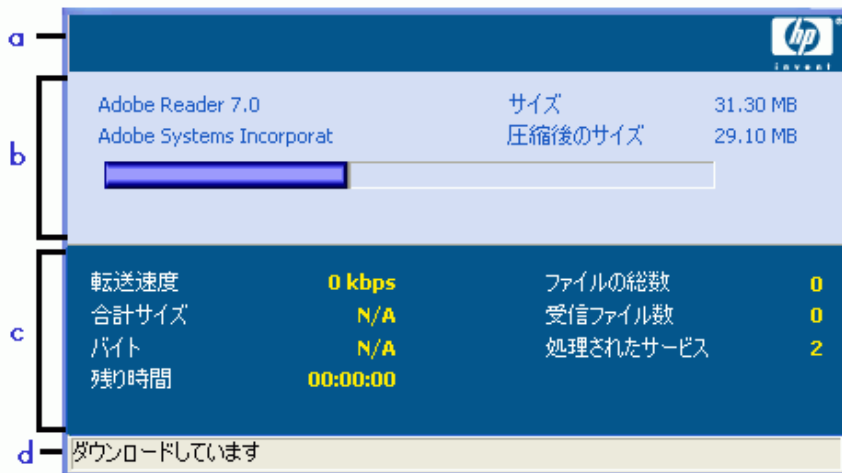 a
hp
invent
b
Adobe Reader 7.0 サイズ 31.30 MB
Adobe Systems Incorporat 圧縮後のサイズ 29.10 MB
c
転送速度 0 kbps ファイルの総数 0
合計サイズ N/A 受信ファイル数 0
バイト N/A 処理されたサービス 2
残り時間 00:00:00
d
ダウンロードしています